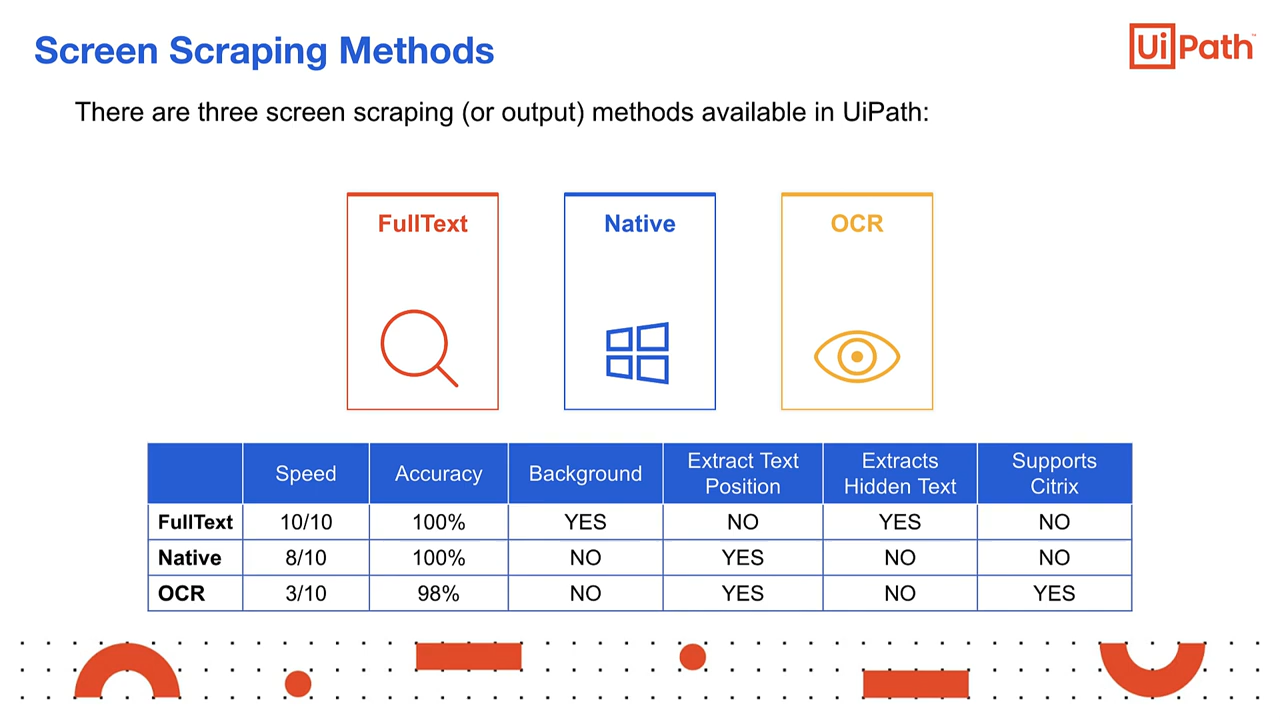 Screen Scraping Methods
UiPath™
There are three screen scraping (or output) methods available in UiPath:
FullText
Native
OCR
Speed Accuracy Background Extract Text Position Extracts Hidden Text Supports Citrix
FullText 10/10 100% YES NO YES NO
Native 8/10 100% NO YES NO NO
OCR 3/10 98% NO YES NO YES